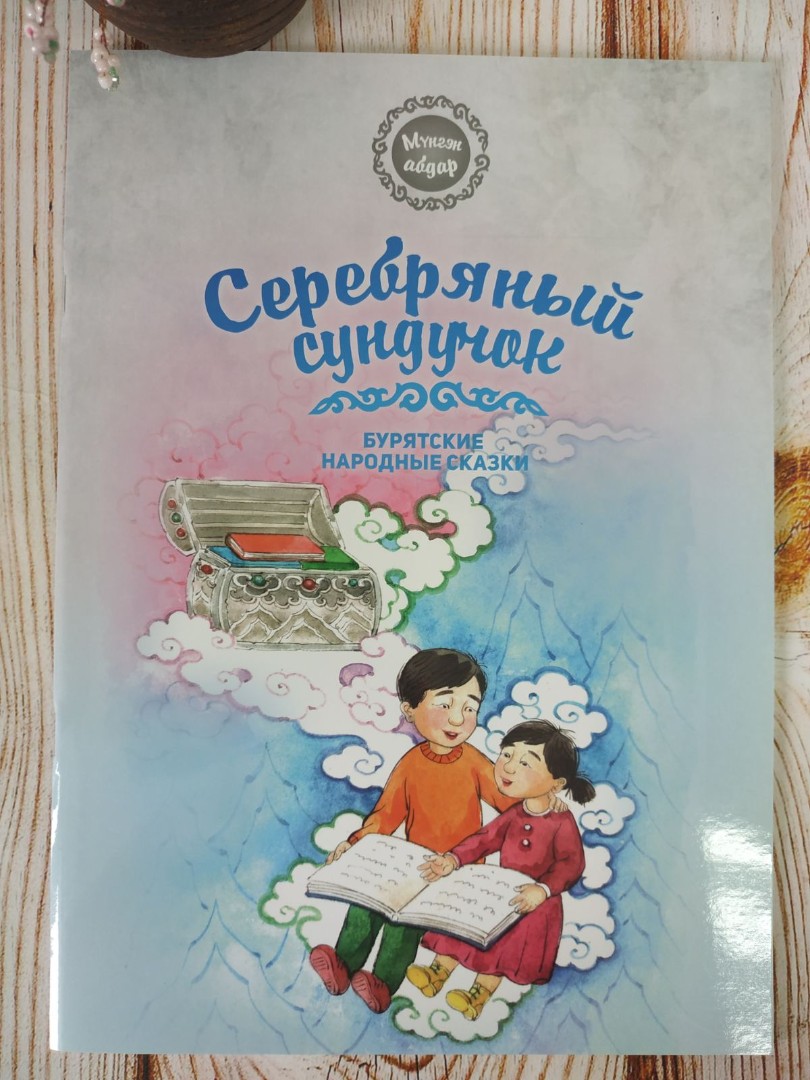 Мүнгэн
абдар
Серебряный
сундучок
БУРЯТСКИЕ
НАРОДНЫЕ СКАЗКИ